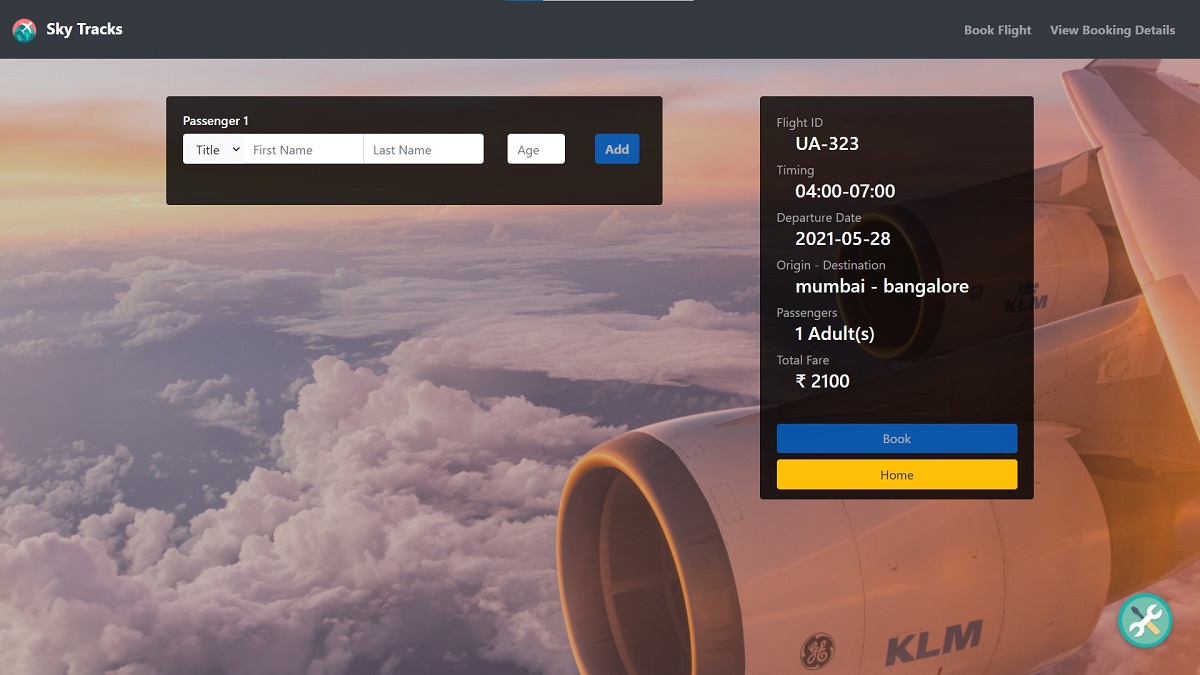 Sky Tracks
Book Flight
View Booking Details
Passenger 1
Title
First Name
Last Name
Age
Add
Flight ID
UA-323
Timing
04:00-07:00
Departure Date
2021-05-28
Origin - Destination
mumbai - bangalore
Passengers
1 Adult(s)
Total Fare
₹ 2100
Book
Home
KLM
KLM